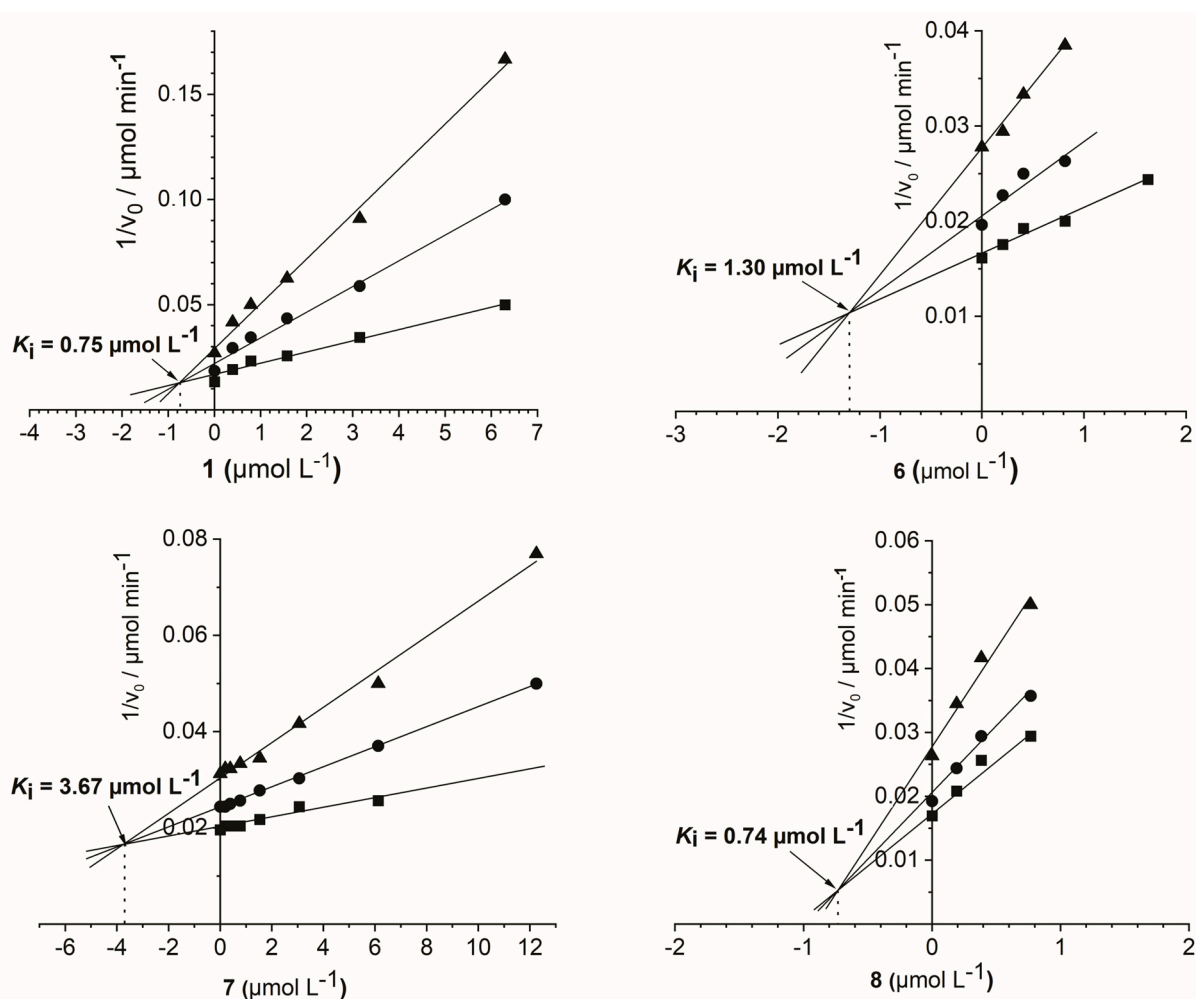 1/v0 / µmol min-1
0.15
0.10
0.05
Ki = 0.75 µmol L-1
-4 -3 -2 -1 0 1 2 3 4 5 6 7
1 (µmol L-1)
1/v0 / µmol min-1
0.04
0.03
0.02
0.01
Ki = 1.30 µmol L-1
-3 -2 -1 0 1 2
6 (µmol L-1)
1/v0 / µmol min-1
0.08
0.06
0.04
0.02
Ki = 3.67 µmol L-1
-6 -4 -2 0 2 4 6 8 10 12
7 (µmol L-1)
1/v0 / µmol min-1
0.06
0.05
0.04
0.03
0.02
0.01
Ki = 0.74 µmol L-1
-2 -1 0 1 2
8 (µmol L-1)